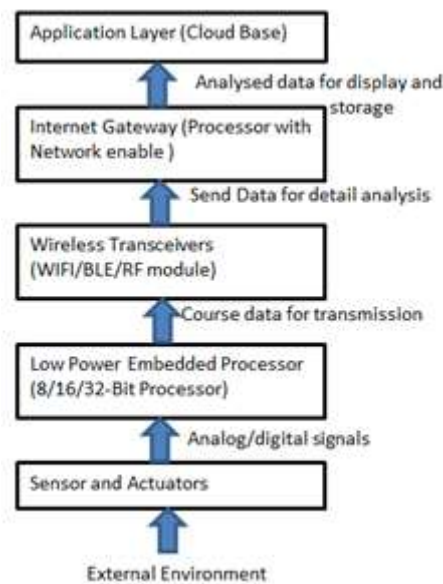 Application Layer (Cloud Base)
Analysed data for display and
storage
Internet Gateway (Processor with
Network enable )
Send Data for detail analysis
Wireless Transceivers
(WIFI/BLE/RF module)
Course data for transmission
Low Power Embedded Processor
(8/16/32-Bit Processor)
Analog/digital signals
Sensor and Actuators
External Environment